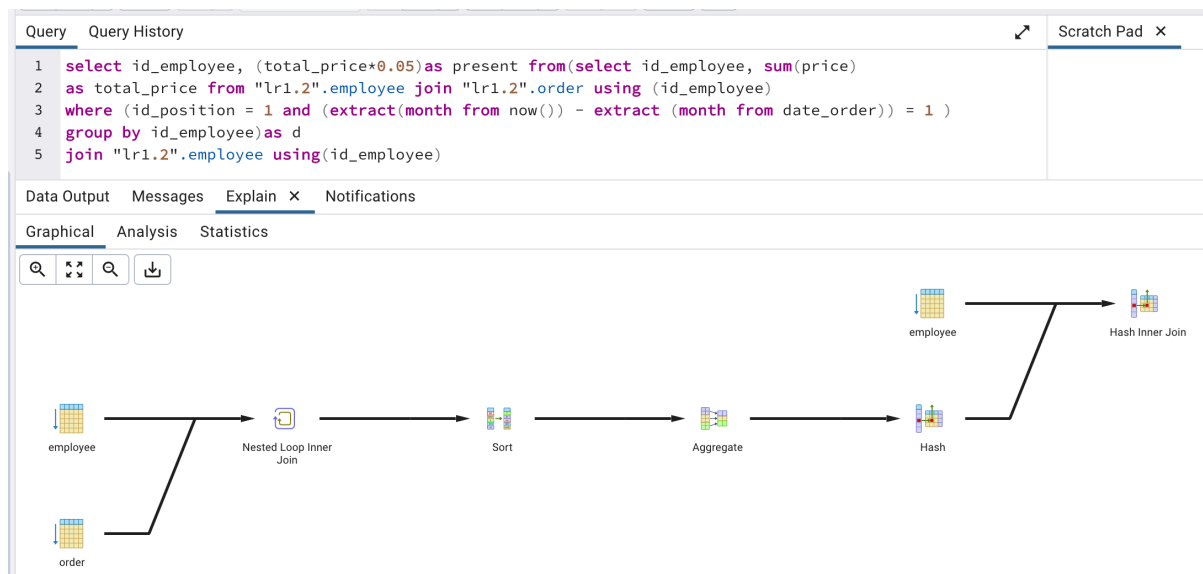 Query Query History Scratch Pad ×
1 select id_employee, (total_price*0.05)as present from(select id_employee, sum(price)
2 as total_price from "lr1.2".employee join "lr1.2".order using (id_employee)
3 where (id_position = 1 and (extract(month from now()) - extract (month from date_order)) = 1 )
4 group by id_employee)as d
5 join "lr1.2".employee using(id_employee)
Data Output Messages Explain × Notifications
Graphical Analysis Statistics
employee
Hash Inner Join
employee
Nested Loop Inner
Join
Sort
Aggregate
Hash
order